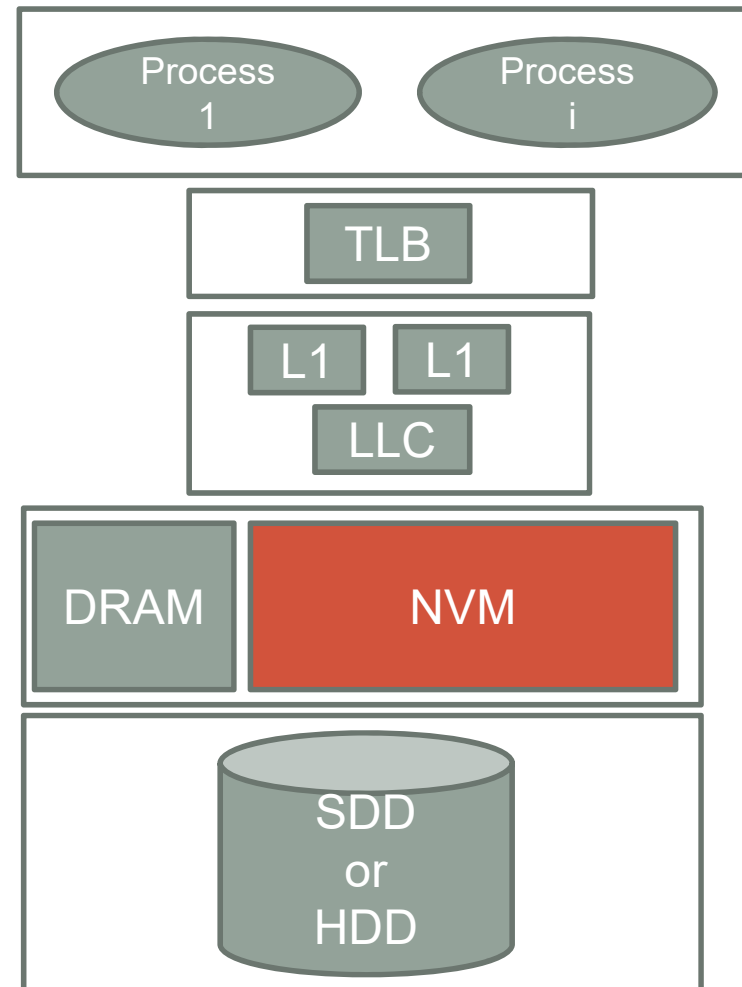 Process
1
Process
i
TLB
L1
L1
LLC
DRAM
NVM
SDD
or
HDD